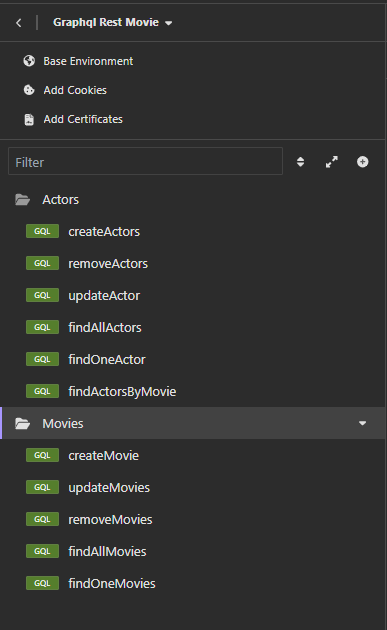 Graphql Rest Movie
Base Environment
Add Cookies
Add Certificates
Filter
Actors
GQL createActors
GQL removeActors
GQL updateActor
GQL findAllActors
GQL findOneActor
GQL findActorsByMovie
Movies
GQL createMovie
GQL updateMovies
GQL removeMovies
GQL findAllMovies
GQL findOneMovies